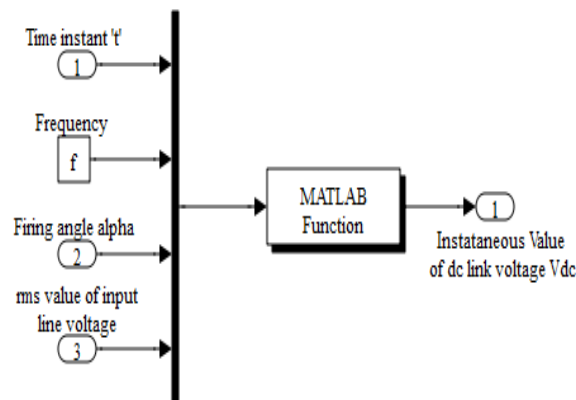 Time instant 't'
1
Frequency
f
Firing angle alpha
2
rms value of input
line voltage
3
MATLAB
Function
1
Instataneous Value
of dc link voltage Vdc